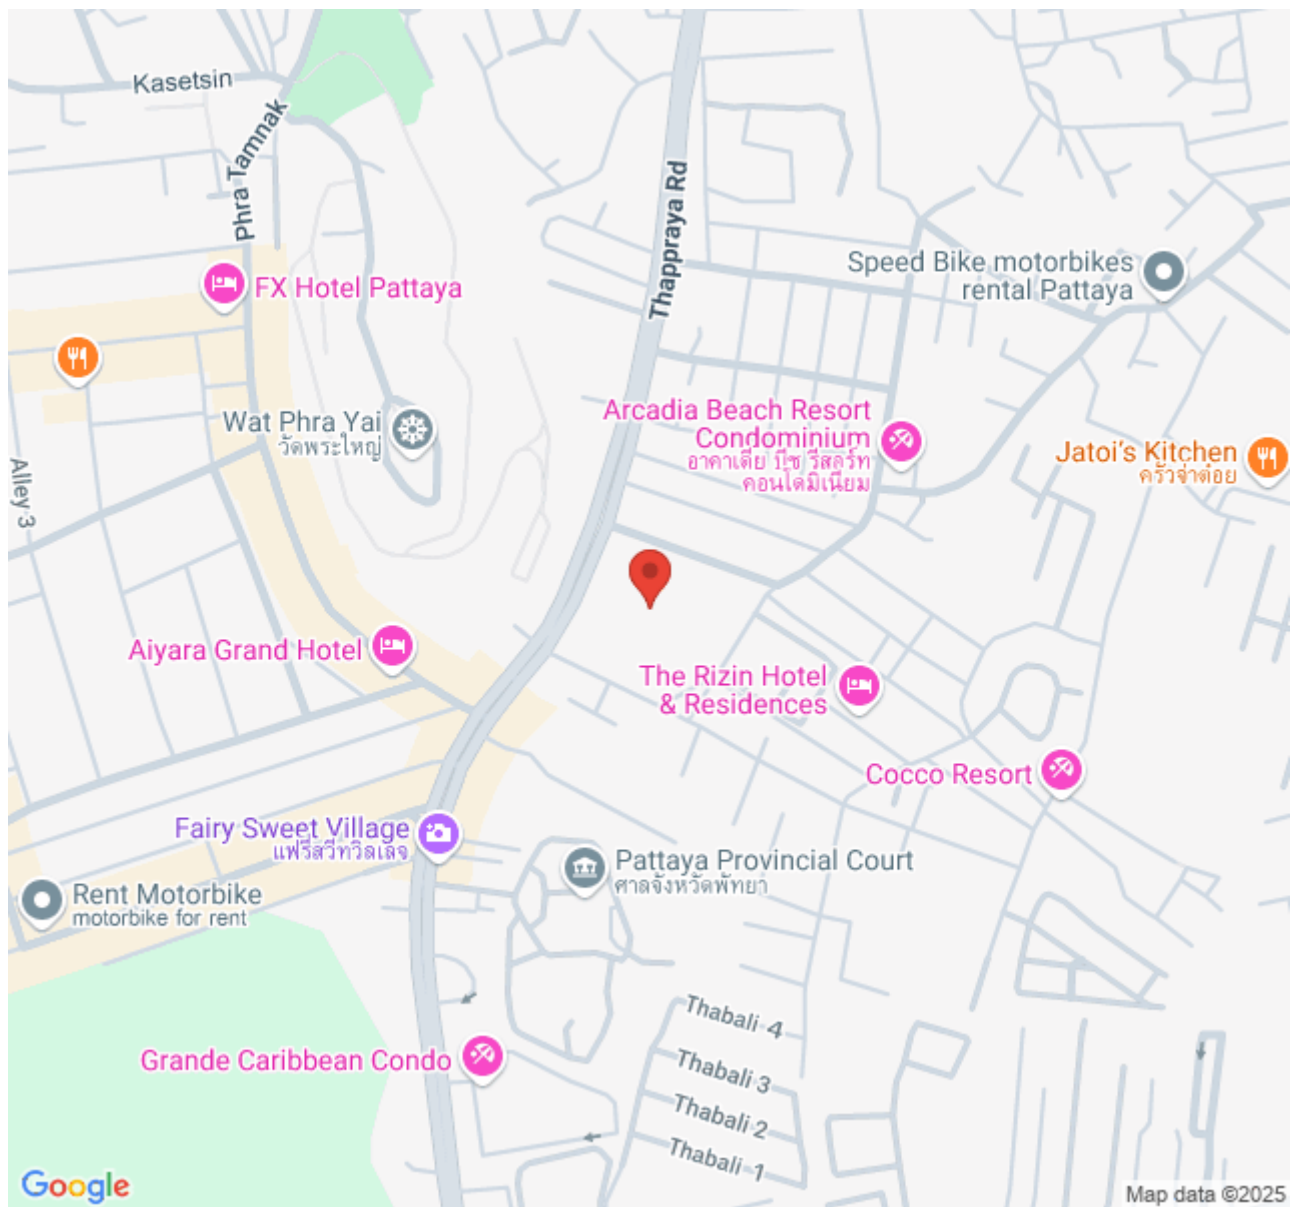 Kasetsin
Phra Tamnak
Thappraya Rd
FX Hotel Pattaya
Speed Bike motorbikes
rental Pattaya
Wat Phra Yai
วัดพระใหญ่
Arcadia Beach Resort
Condominium
อาคาเดีย บีช รีสอร์ท
คอนโดมิเนียม
Jatoi's Kitchen
ครัวจ่าต๋อย
Alley 3
Aiyara Grand Hotel
The Rizin Hotel
& Residences
Cocco Resort
Fairy Sweet Village
แฟรี่สวีทวิลเลจ
Pattaya Provincial Court
ศาลจังหวัดพัทยา
Rent Motorbike
motorbike for rent
Thabali 4
Grande Caribbean Condo
Thabali 3
Thabali 2
Thabali 1
Google
Map data ©2025